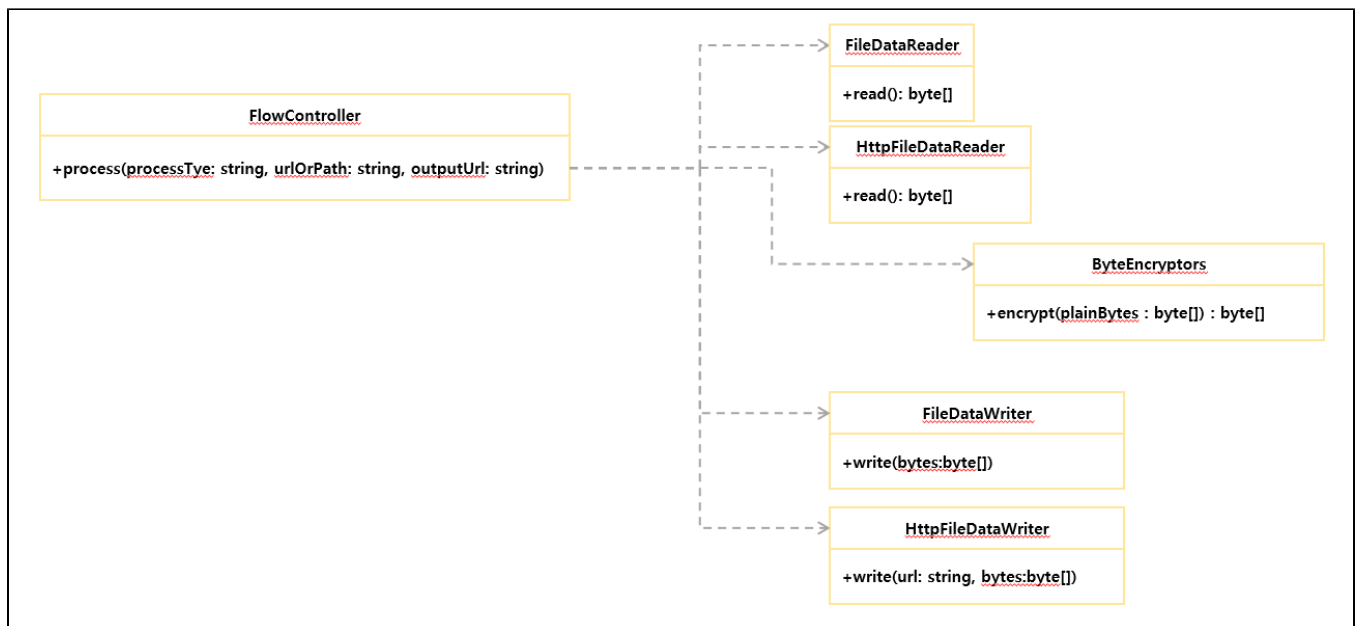 FileDataReader
+read(): byte[]
FlowController
+process(processTye: string, urlOrPath: string, outputUrl: string)
HttpFileDataReader
+read(): byte[]
ByteEncryptors
+encrypt(plainBytes : byte[]) : byte[]
FileDataWriter
+write(bytes:byte[])
HttpFileDataWriter
+write(url: string, bytes:byte[])